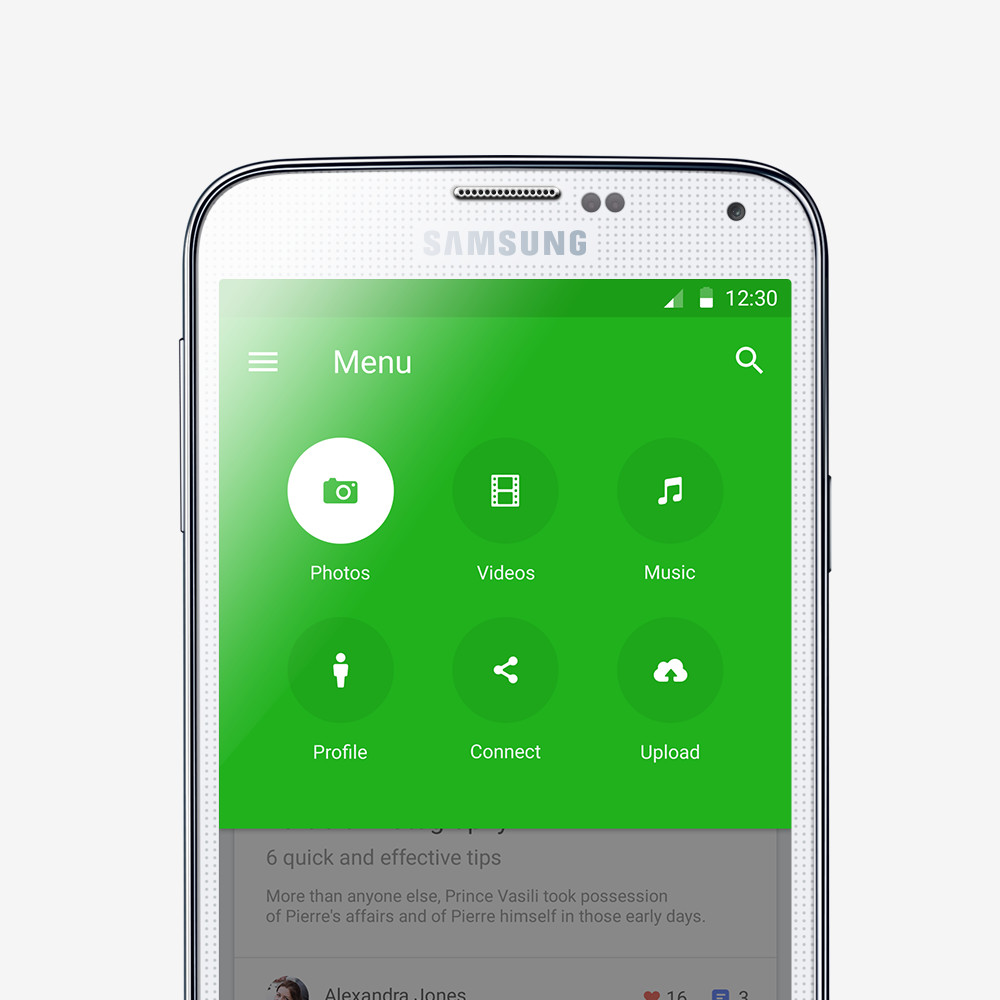 SAMSUNG
12:30
Menu
Photos
Videos
Music
Profile
Connect
Upload
6 quick and effective tips
More than anyone else, Prince Vasili took possession
of Pierre's affairs and of Pierre himself in those early days.
Alexandra Jones
16
3